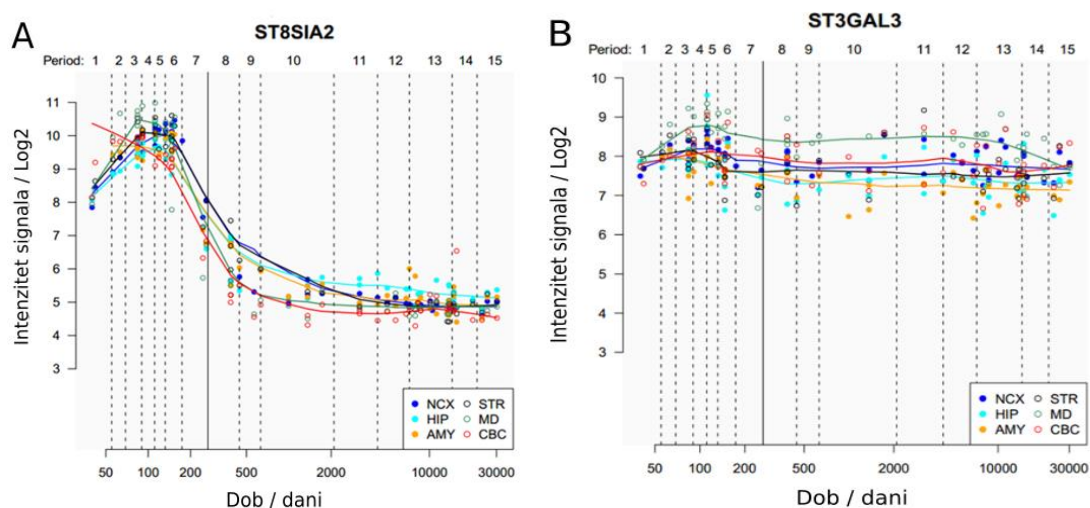 A
ST8SIA2
Period: 1 2 3 4 5 6 7 8 9 10 11 12 13 14 15
Intenzitet signala / Log2
11
10
9
8
7
6
5
4
3
NCX STR
HIP MD
AMY CBC
50 100 200 500 2000 10000 30000
Dob / dani
B
ST3GAL3
Period: 1 2 3 4 5 6 7 8 9 10 11 12 13 14 15
Intenzitet signala / Log2
10
9
8
7
6
5
4
3
NCX STR
HIP MD
AMY CBC
50 100 200 500 2000 10000 30000
Dob / dani